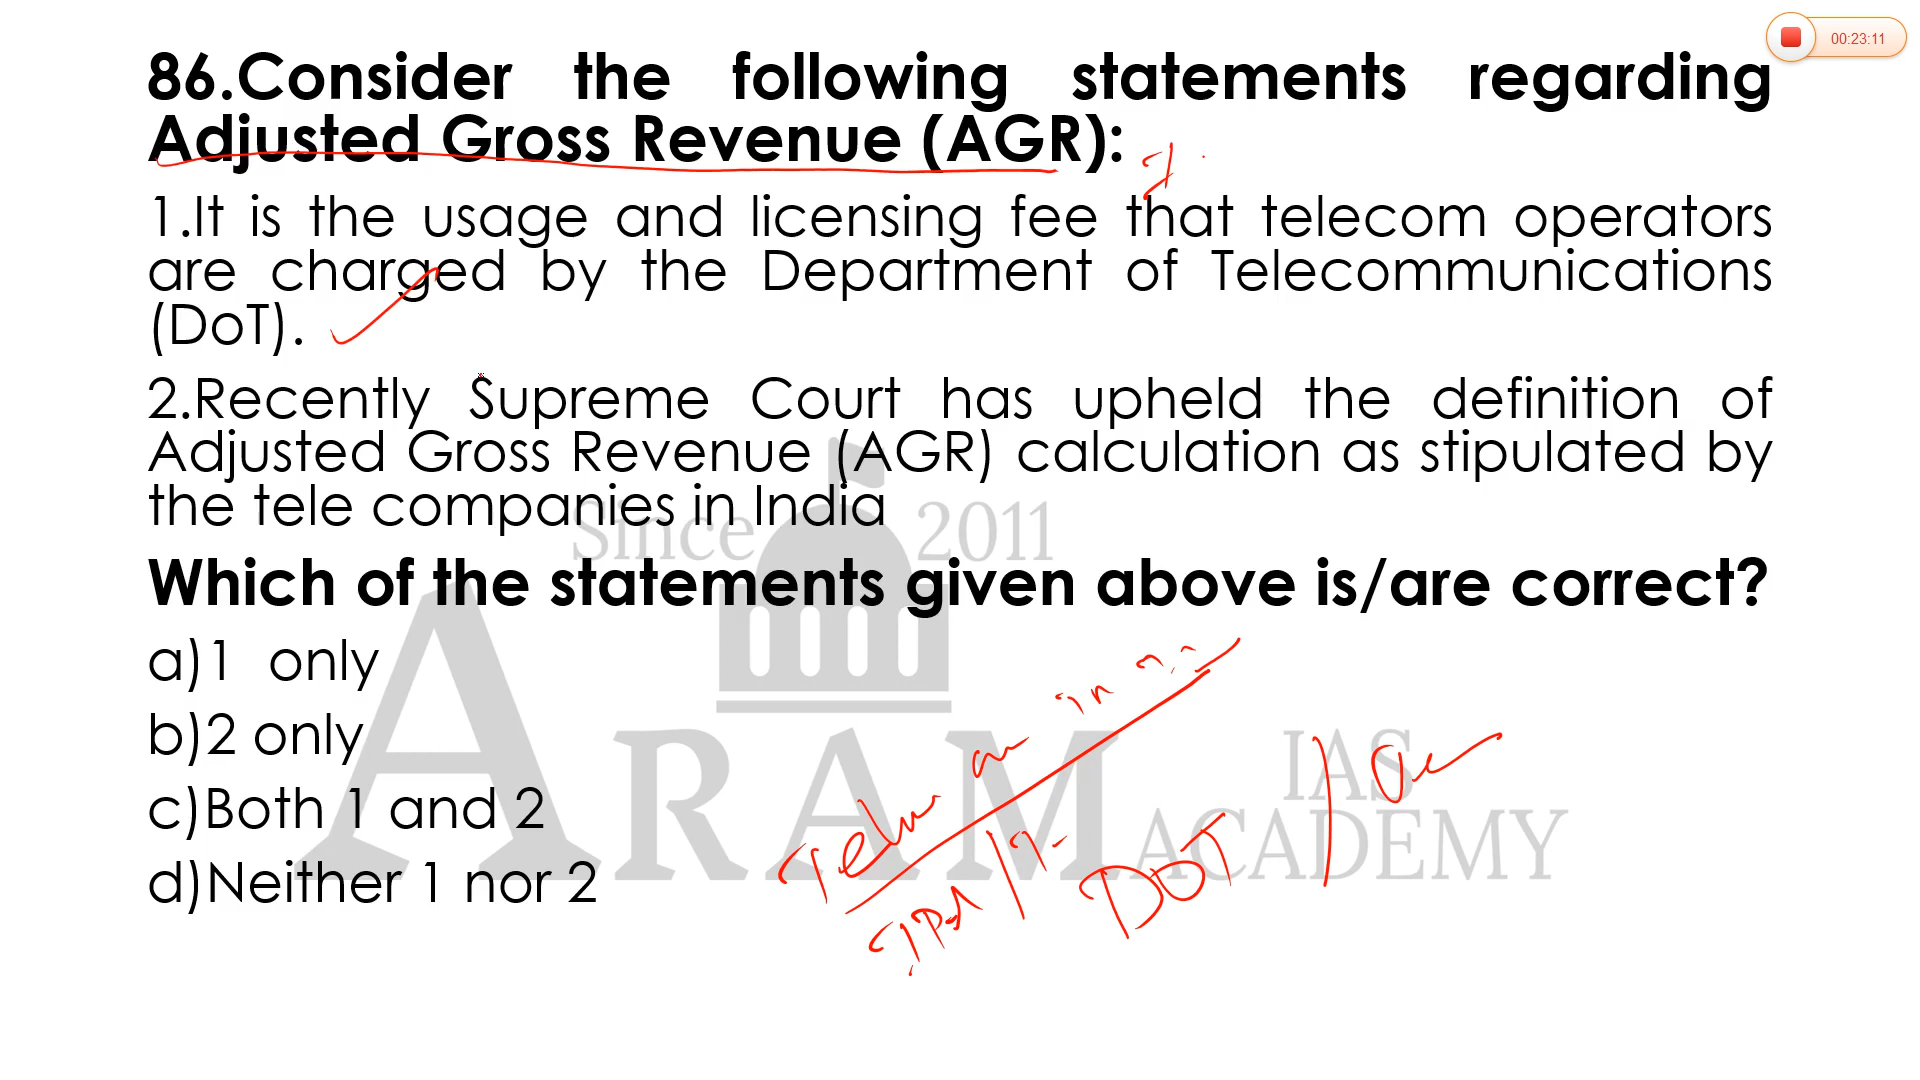 00:23:11
86.Consider the following statements regarding
Adjusted Gross Revenue (AGR):
1.It is the usage and licensing fee that telecom operators
are charged by the Department of Telecommunications
(DoT).
2.Recently Supreme Court has upheld the definition of
Adjusted Gross Revenue (AGR) calculation as stipulated by
the tele companies in India
Since 2011
Which of the statements given above is/are correct?
a)1 only
b)2 only
c)Both 1 and 2
d)Neither 1 nor 2
ARAM IAS
ACADEMY
DOT